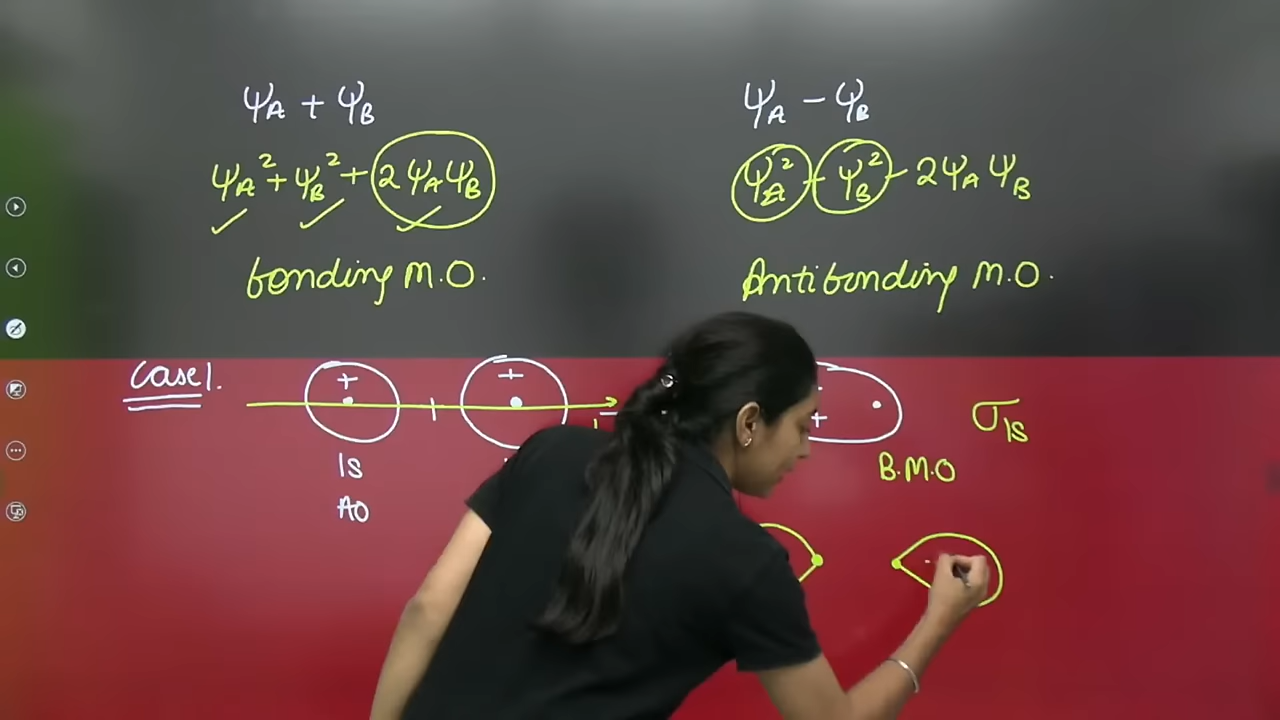 ΨA + ΨB
ΨA² + ΨB² + 2ΨAΨB
bonding M.O.
ΨA - ΨB
ΨA² - ΨB² - 2ΨAΨB
Antibonding M.O.
Case 1.
+ +
+
σ1s
1s
AO
B.M.O